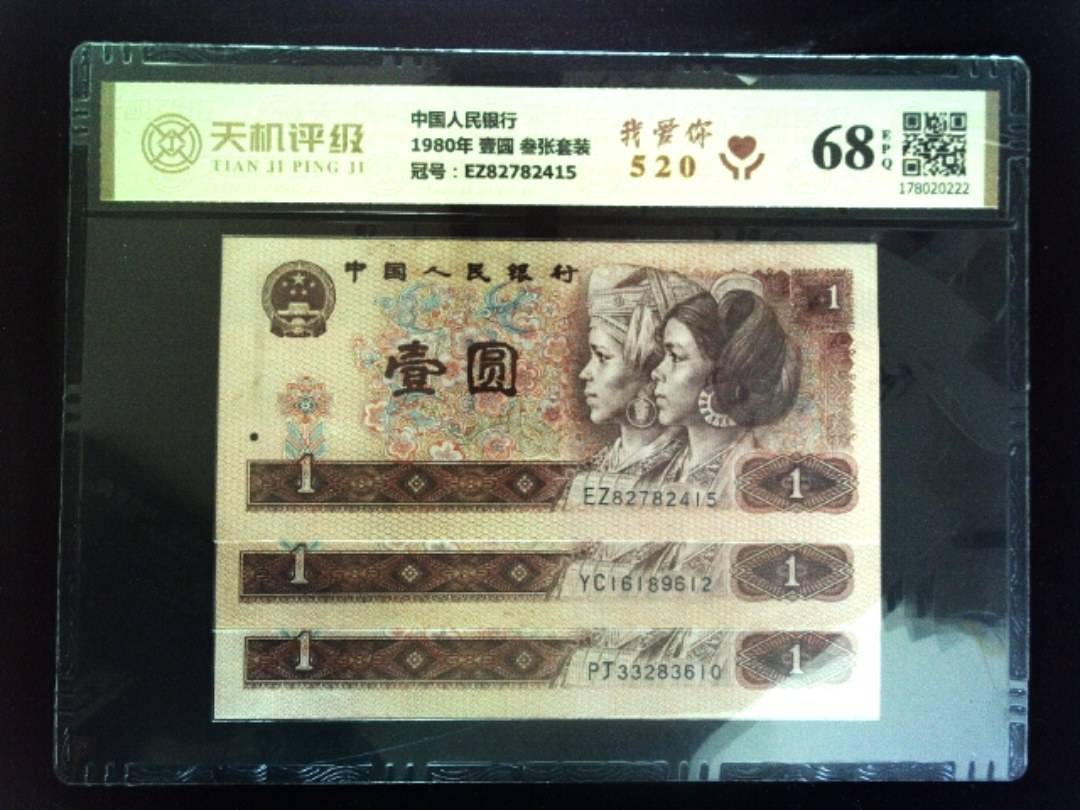 天机评级
TIAN JI PING JI
中国人民银行
1980年 壹圆 叁张套装
冠号：EZ82782415
我爱你
520
68
EPQ
178020222
中国人民银行
1
壹圆
1
EZ82782415
1
1
YC16189612
1
1
PJ33283610
1